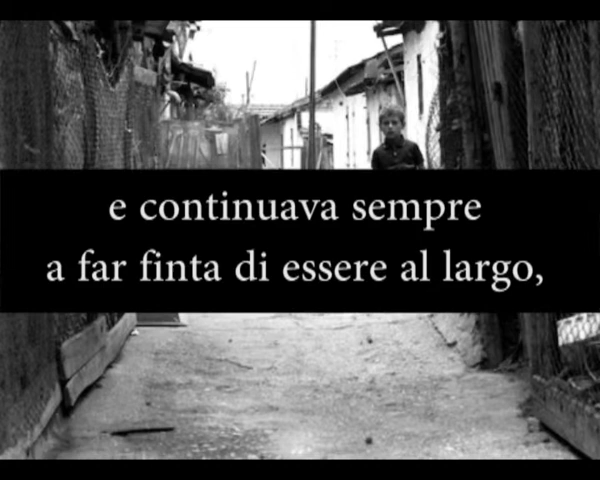 e continuava sempre
a far finta di essere al largo,